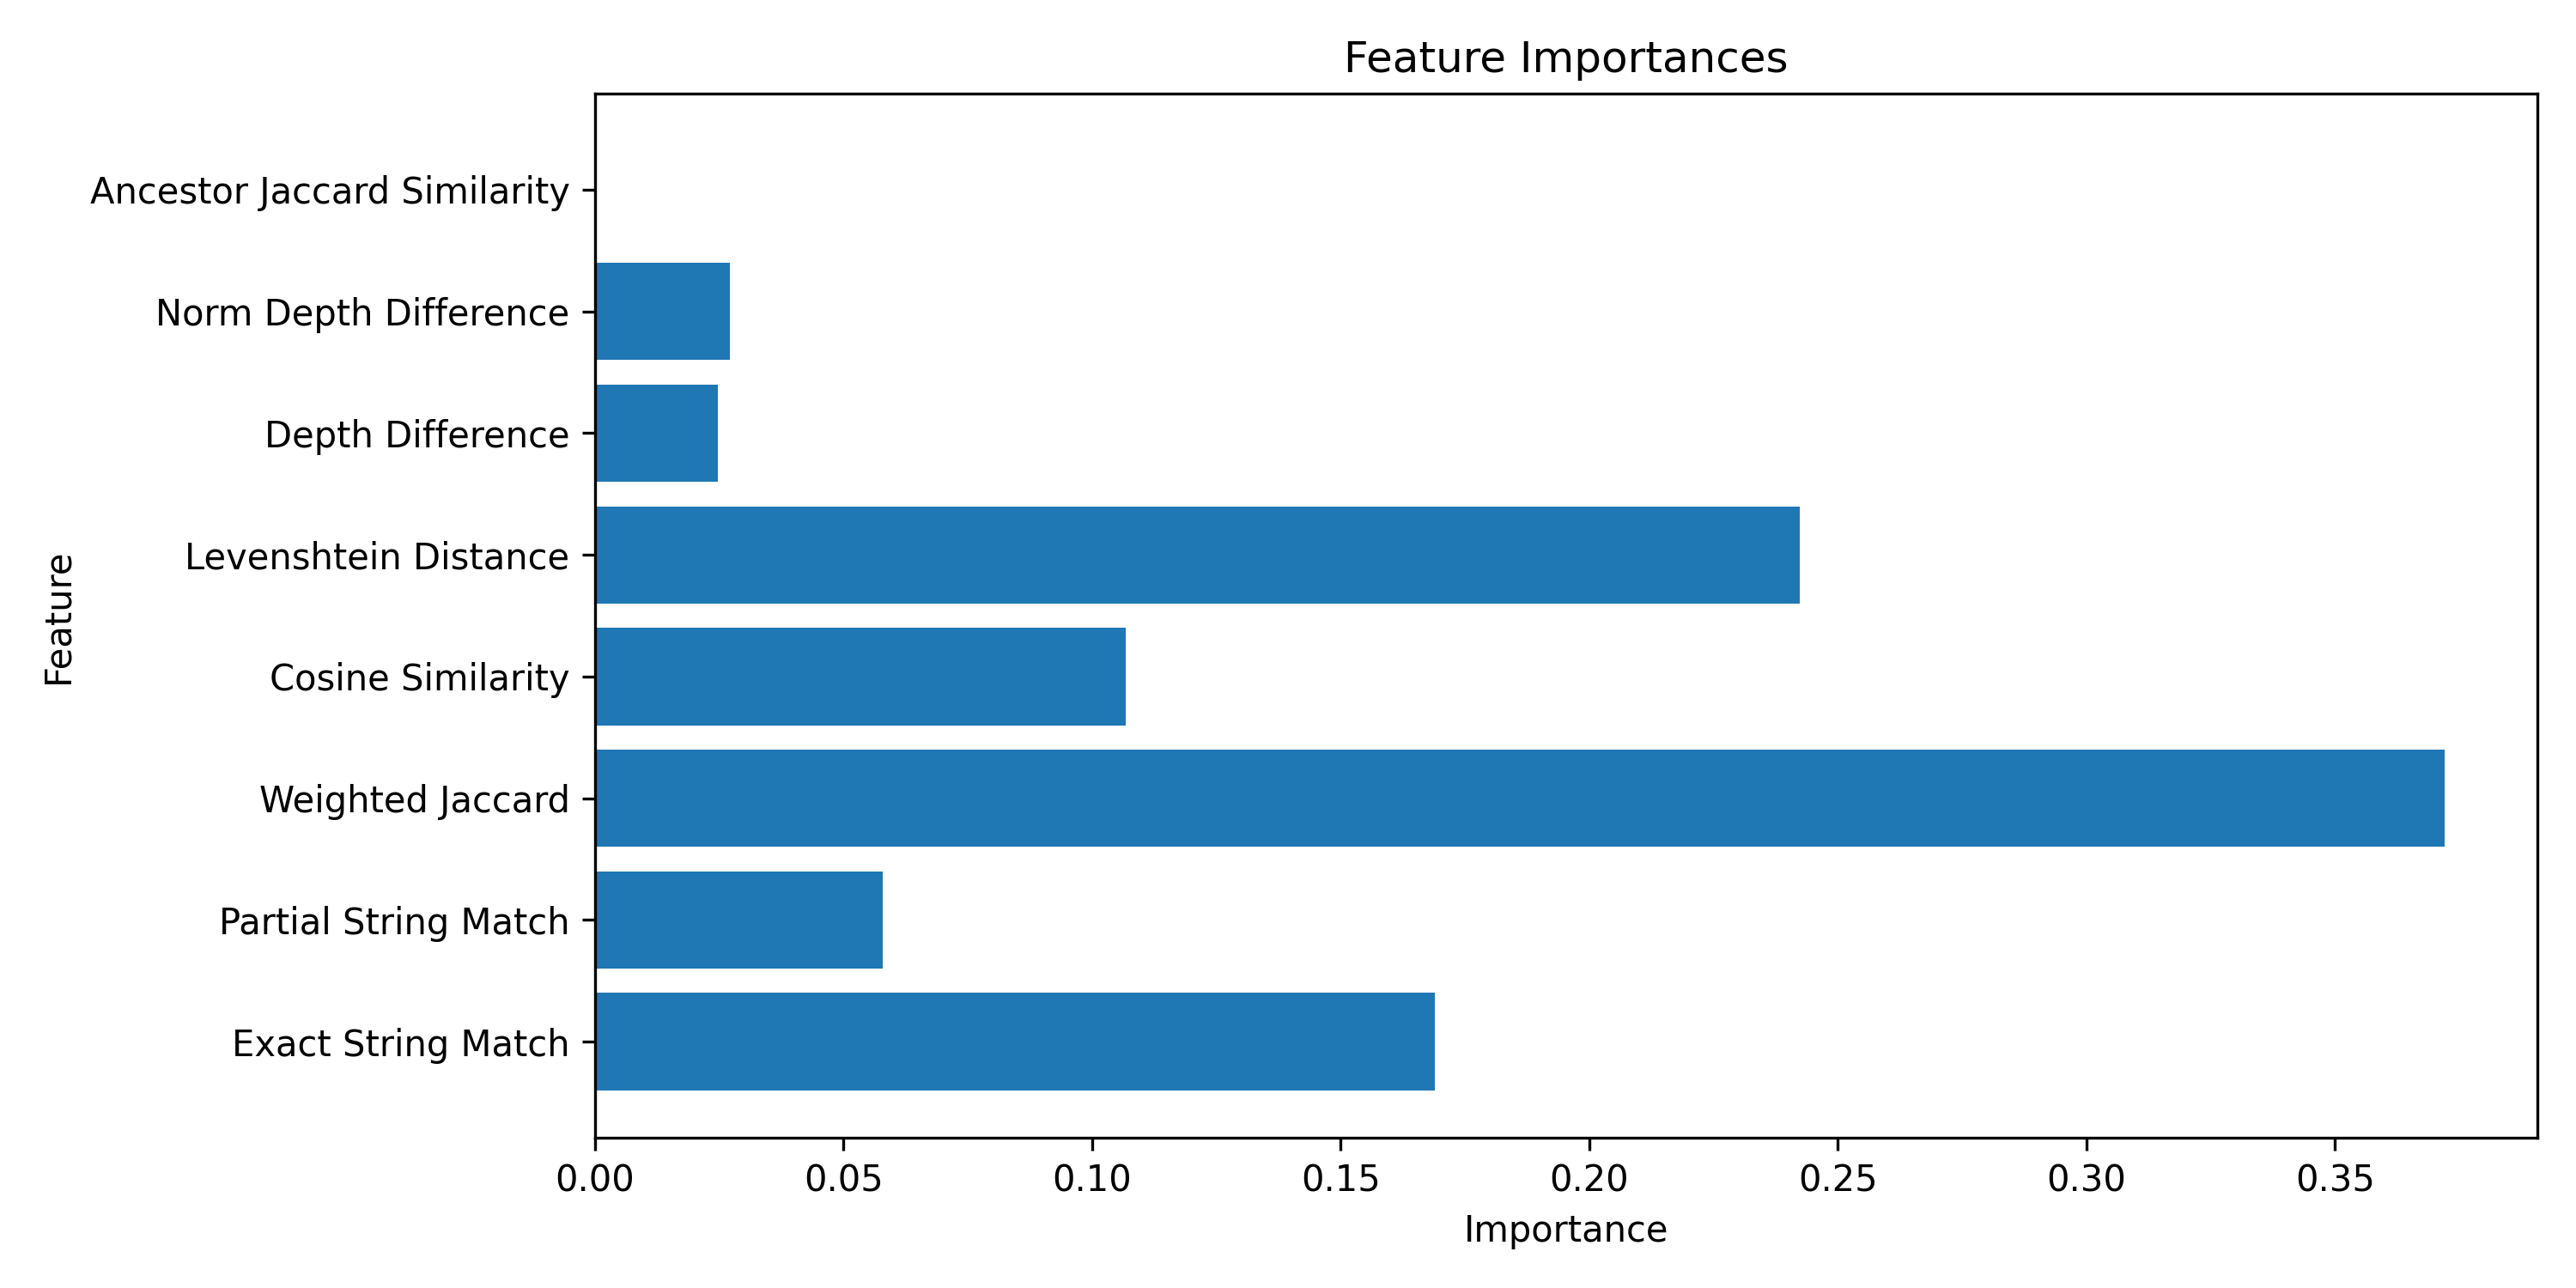 Feature Importances
Ancestor Jaccard Similarity
Norm Depth Difference
Depth Difference
Levenshtein Distance
Cosine Similarity
Weighted Jaccard
Partial String Match
Exact String Match
Feature
0.00 0.05 0.10 0.15 0.20 0.25 0.30 0.35
Importance